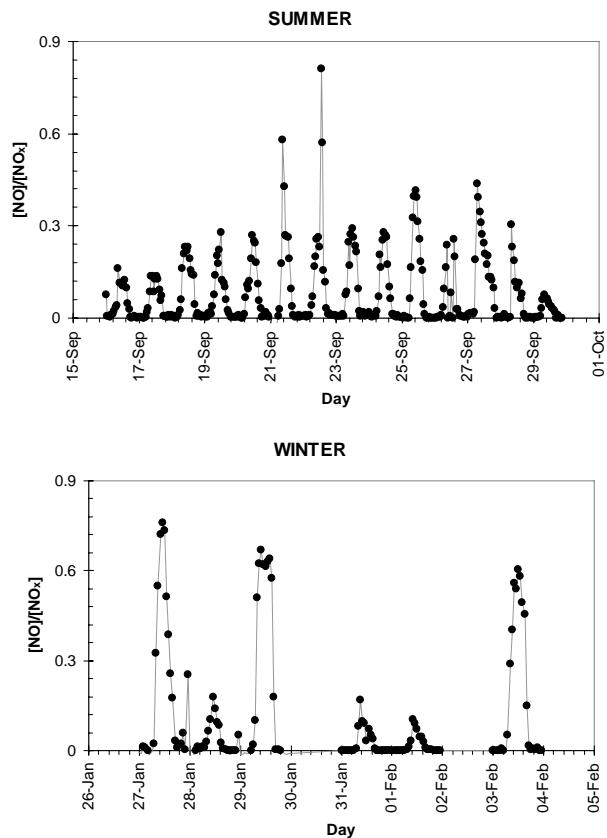 SUMMER
0.9
0.6
0.3
0
[NO]/[NOx]
15-Sep
17-Sep
19-Sep
21-Sep
23-Sep
25-Sep
27-Sep
29-Sep
01-Oct
Day
WINTER
0.9
0.6
0.3
0
[NO]/[NOx]
26-Jan
27-Jan
28-Jan
29-Jan
30-Jan
31-Jan
01-Feb
02-Feb
03-Feb
04-Feb
05-Feb
Day